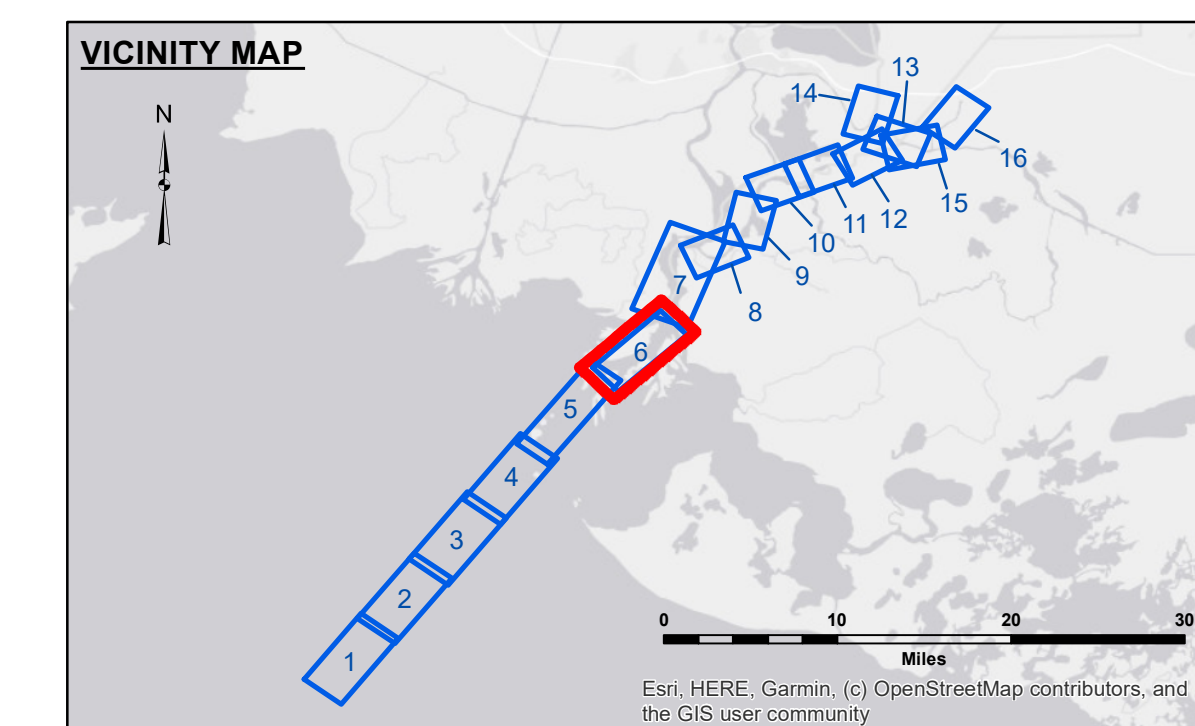 VICINITY MAP
N
13
14
16
15
12
11
10
9
7
8
6
5
4
3
2
1
0 10 20 30
Miles
Esri, HERE, Garmin, (c) OpenStreetMap contributors, and
the GIS user community